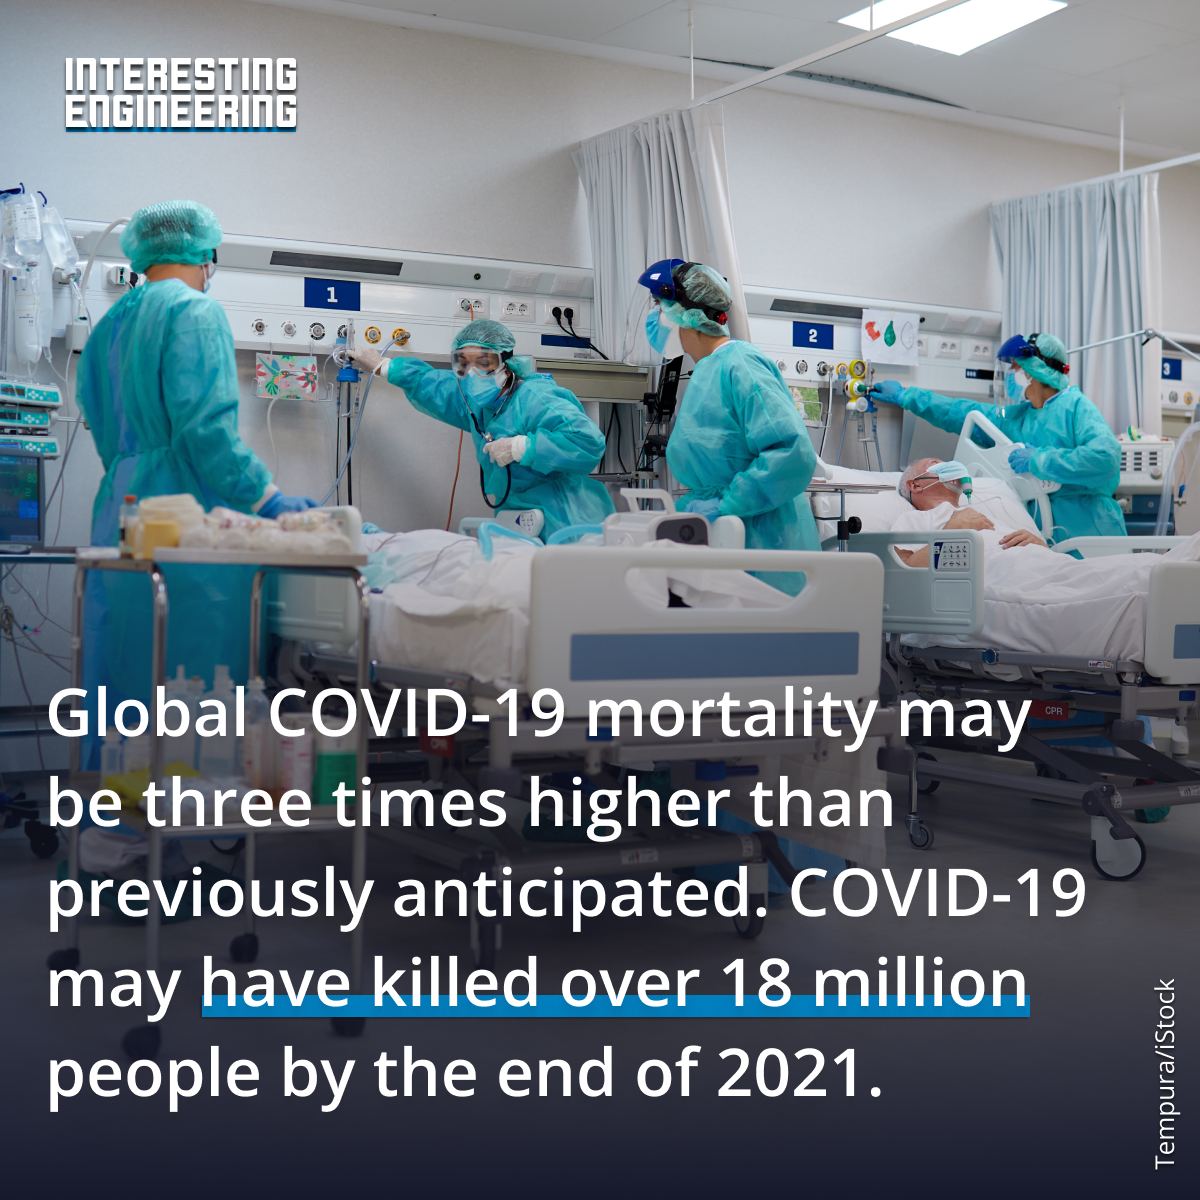 INTERESTING
ENGINEERING
1
2
3
CPR
Global COVID-19 mortality may
be three times higher than
previously anticipated. COVID-19
may have killed over 18 million
people by the end of 2021.
Tempura/iStock